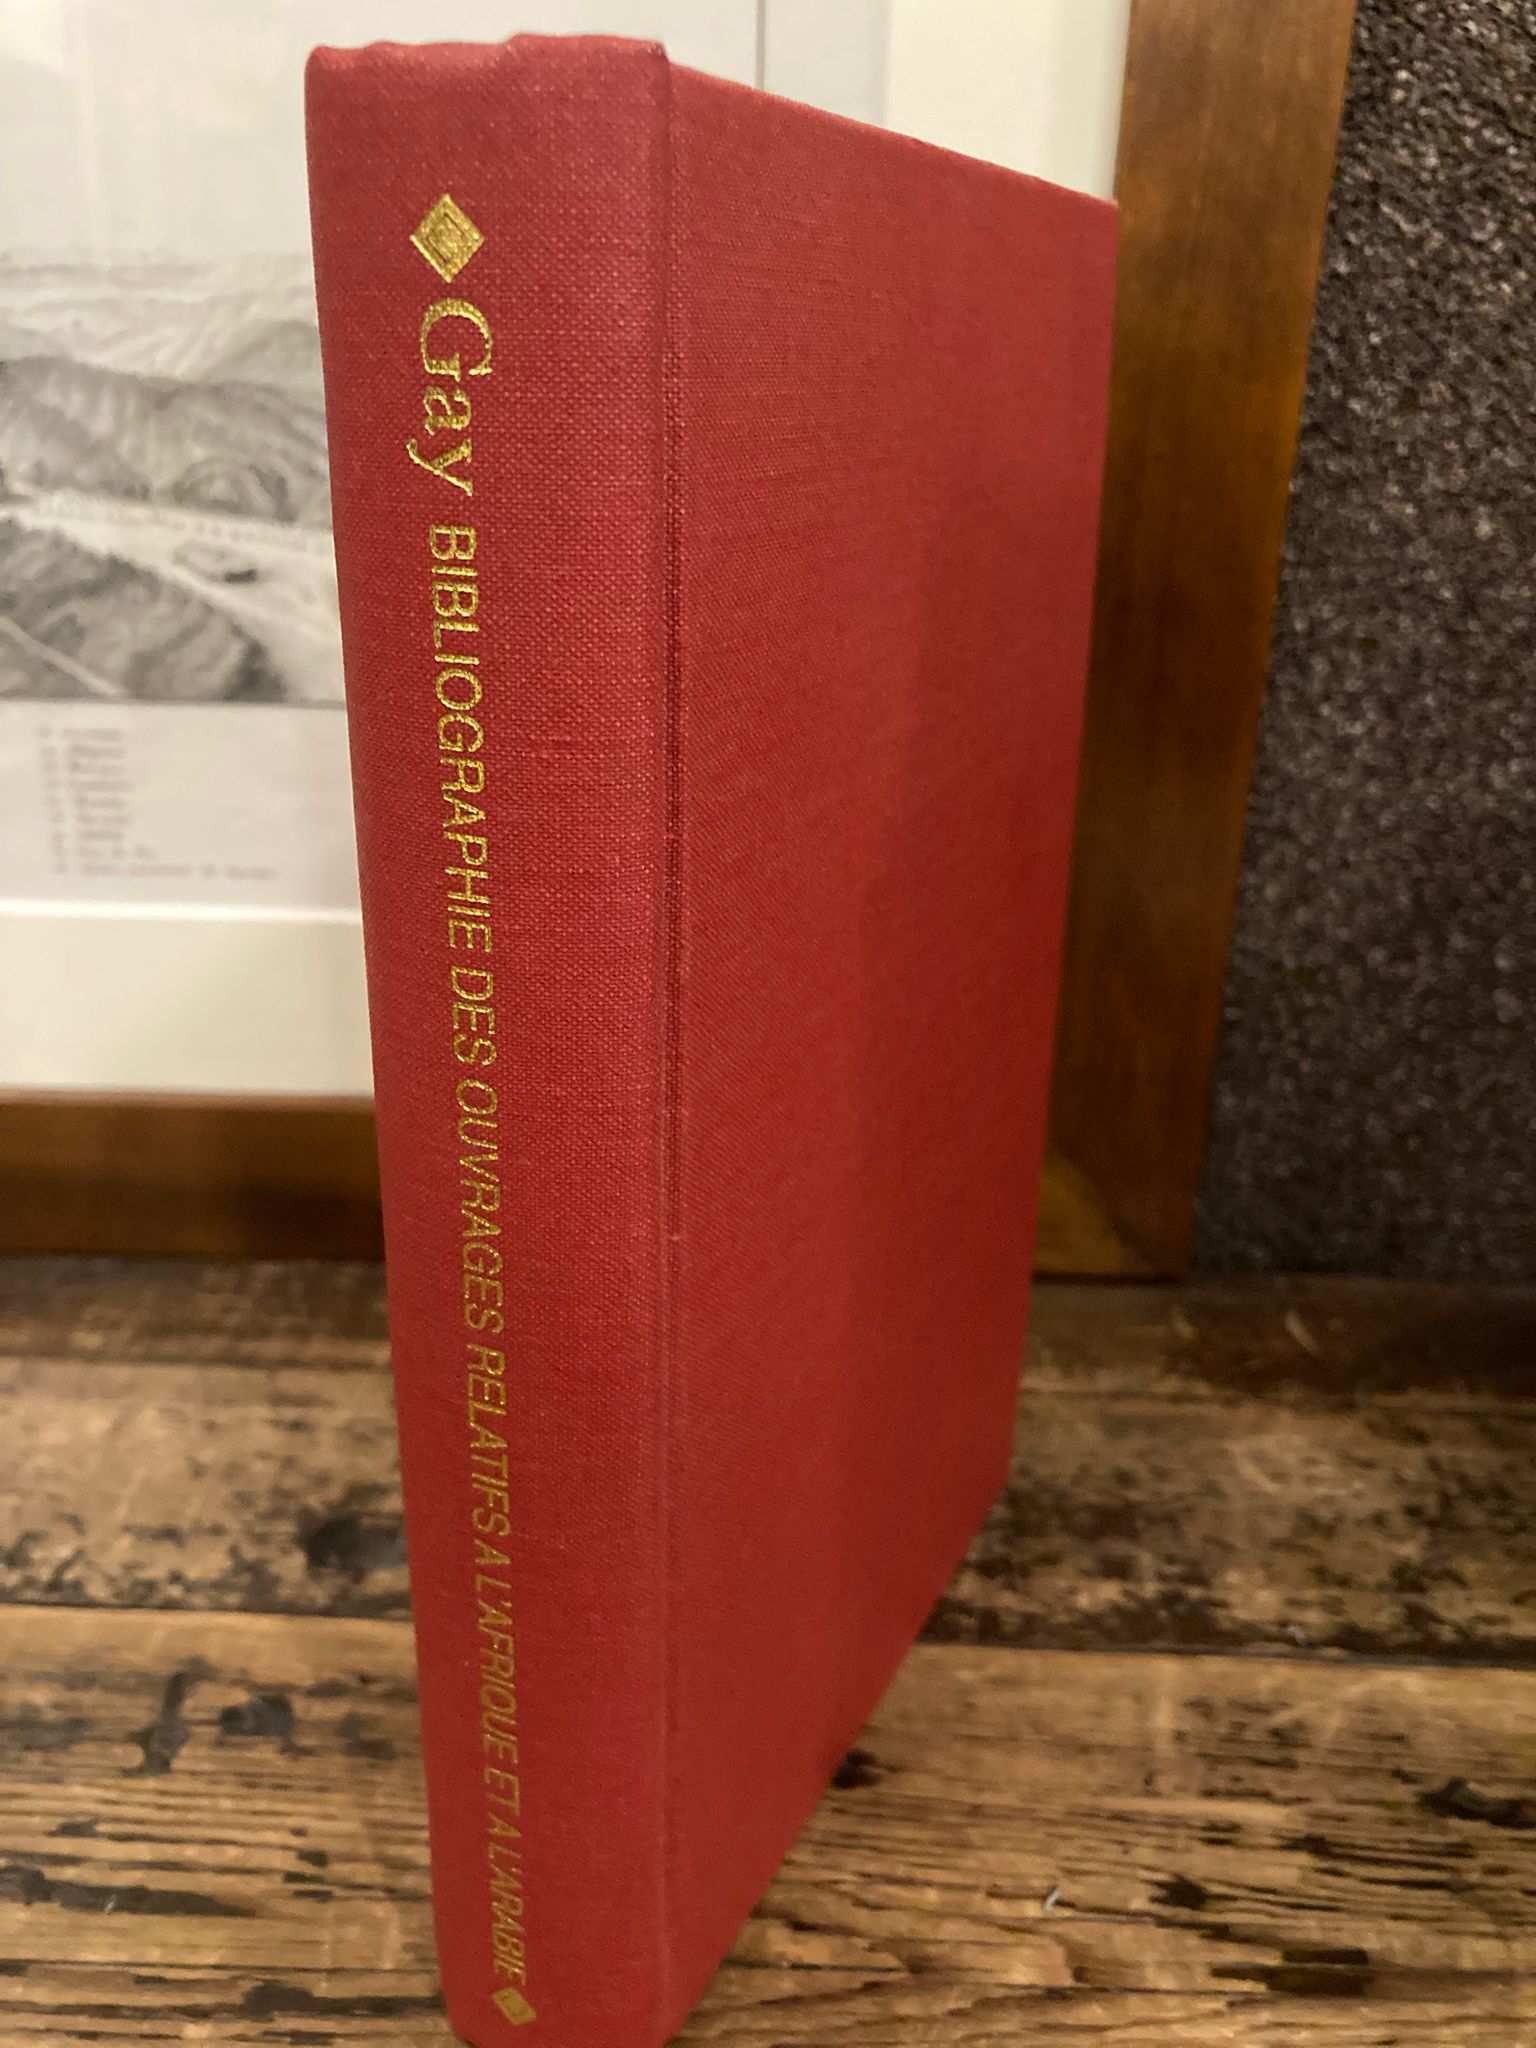 Gay BIBLIOGRAPHIE DES OUVRAGES RELATIFS A L'AFRIQUE ET A L'ARABIE